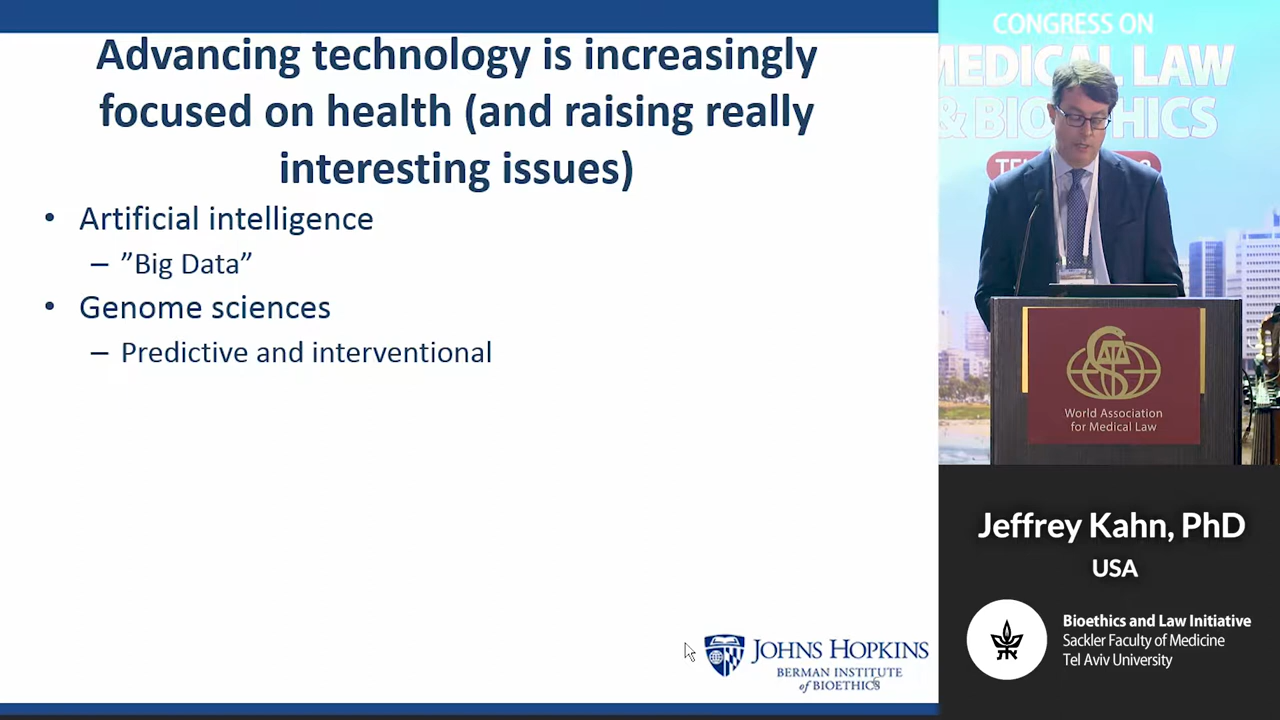 Advancing technology is increasingly
focused on health (and raising really
interesting issues)
• Artificial intelligence
– ”Big Data”
• Genome sciences
– Predictive and interventional
JOHNS HOPKINS
BERMAN INSTITUTE
of BIOETHICS
6
CONGRESS ON
MEDICAL LAW
& BIOETHICS
World Association
for Medical Law
Jeffrey Kahn, PhD
USA
Bioethics and Law Initiative
Sackler Faculty of Medicine
Tel Aviv University